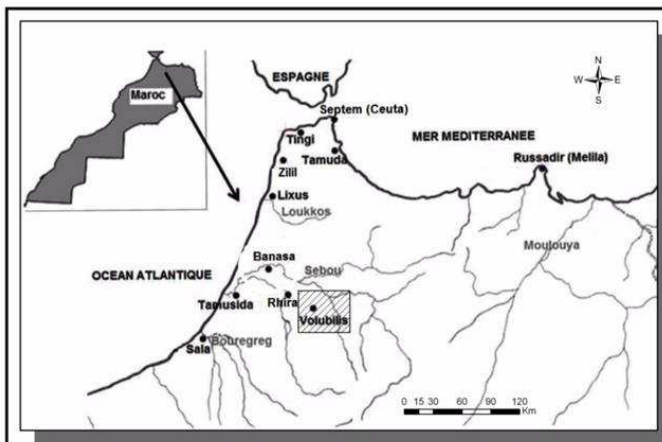 ESPAGNE
N
W E
S
Maroc
Septem (Ceuta)
Tingi
MER MEDITERRANEE
Tamuda
Russadir (Melila)
Zilil
Lixus
Loukkos
Moulouya
Banasa
Sebou
OCEAN ATLANTIQUE
Tamusida
Rhira
Volubilis
Sala
Bouregreg
0 15 30 60 90 120
Km